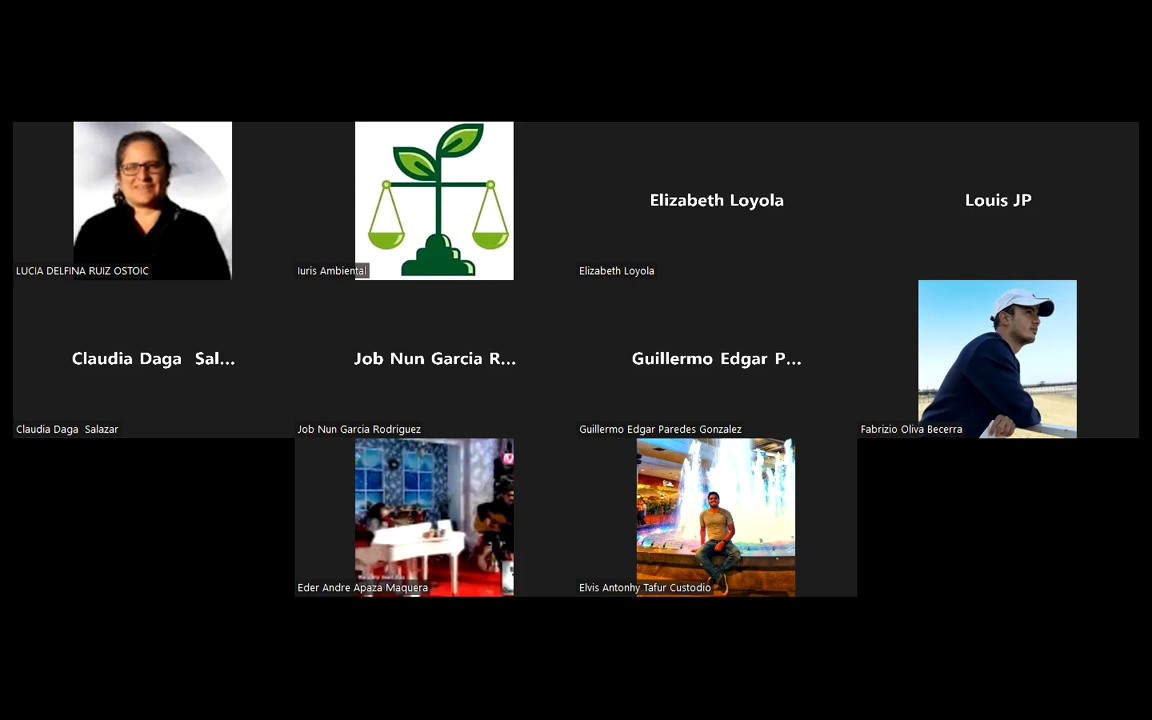 LUCIA DELFINA RUIZ OSTOIC
Iuris Ambiental
Elizabeth Loyola
Elizabeth Loyola
Louis JP
Claudia Daga  Sal...
Claudia Daga  Salazar
Job Nun Garcia R...
Job Nun Garcia Rodriguez
Guillermo Edgar P...
Guillermo Edgar Paredes Gonzalez
Fabrizio Oliva Becerra
Eder Andre Apaza Maquera
Elvis Antonhy Tafur Custodio